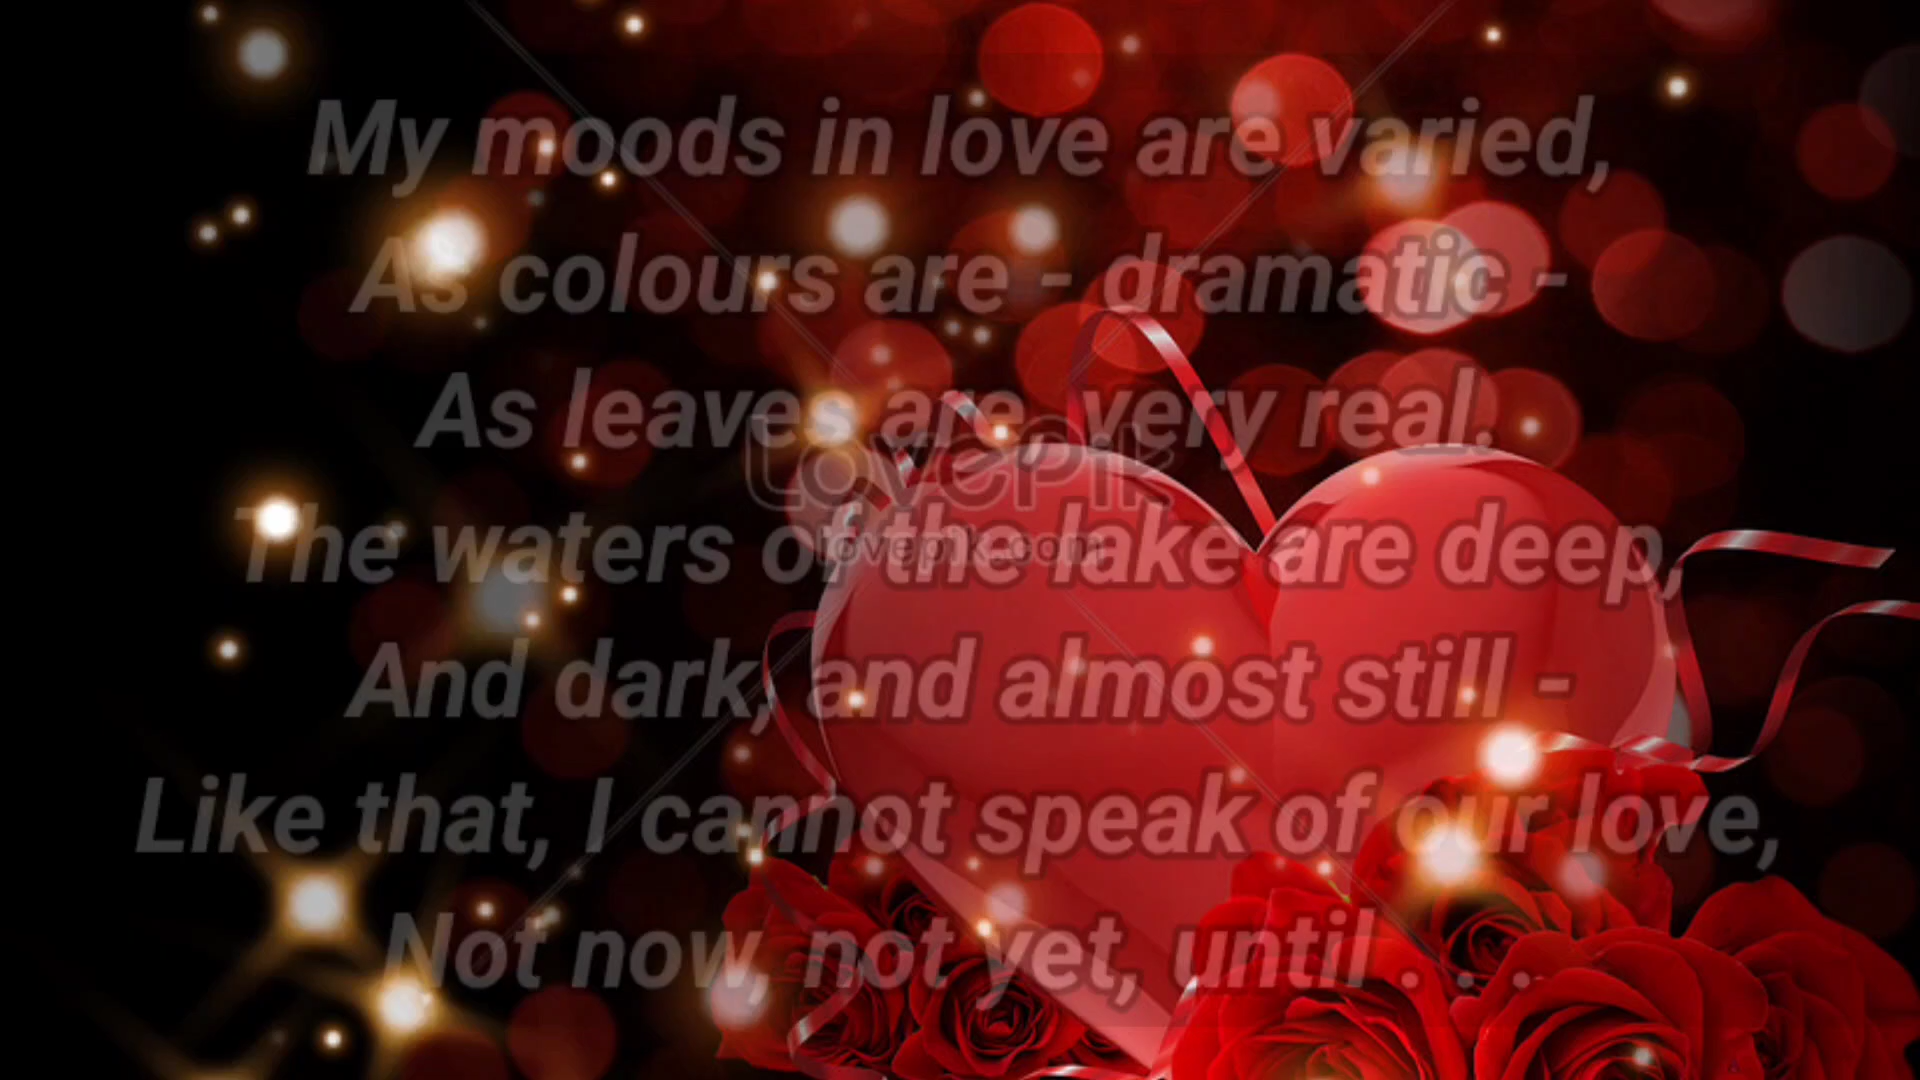 My moods in love are varied,
As colours are - dramatic -
As leaves are, very real.
lovepik
The waters of the lake are deep,
lovepik.com
And dark, and almost still -
Like that, I cannot speak of our love,
Not now, not yet, until . . .